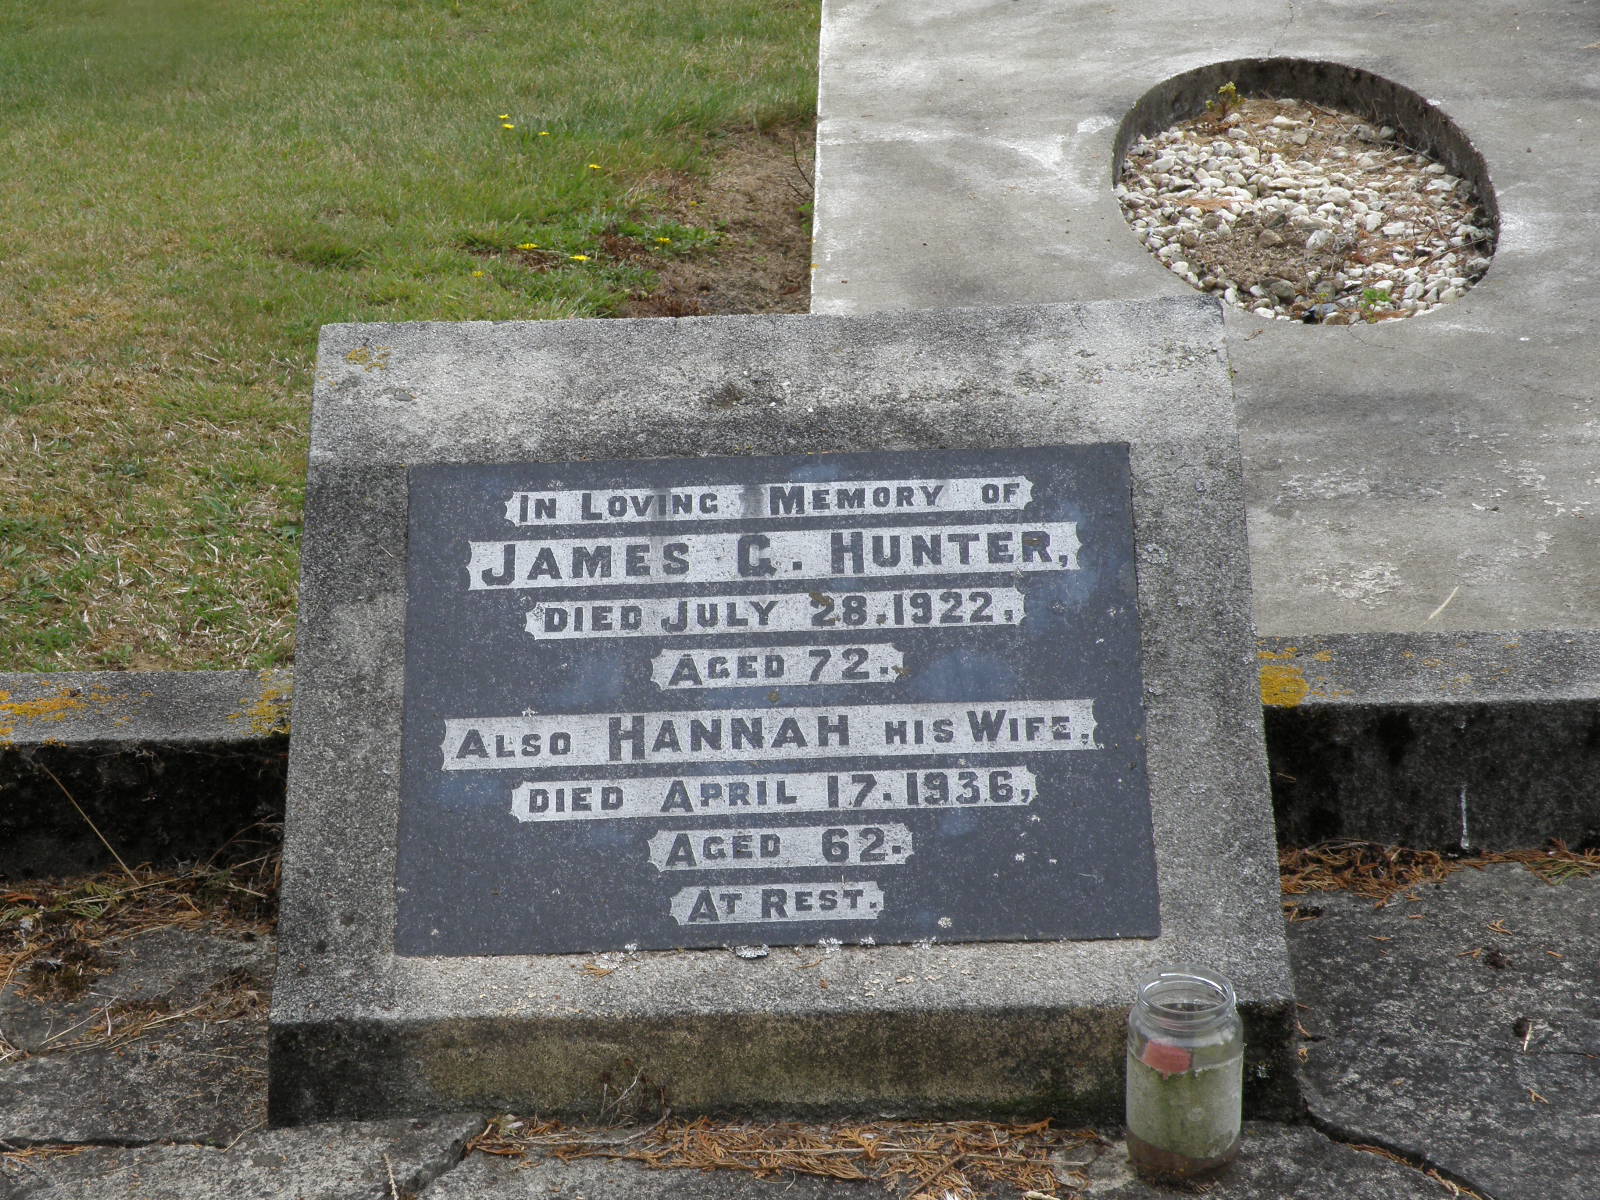 IN LOVING MEMORY OF
JAMES G. HUNTER,
DIED JULY 28.1922,
AGED 72.
ALSO HANNAH HIS WIFE,
DIED APRIL 17.1936,
AGED 62.
AT REST.